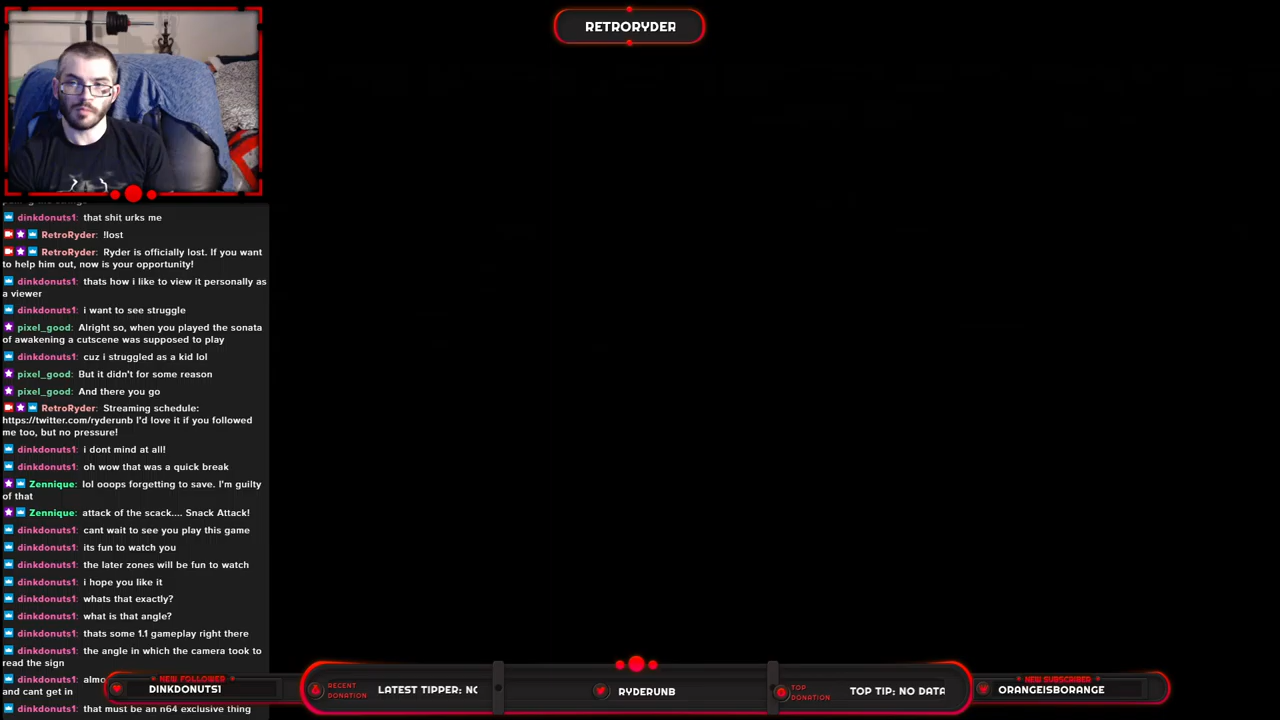 RETRORYDER
dinkdonuts1: that shit urks me
RetroRyder: !lost
RetroRyder: Ryder is officially lost. If you want
to help him out, now is your opportunity!
dinkdonuts1: thats how i like to view it personally as
a viewer
dinkdonuts1: i want to see struggle
pixel_good: Alright so, when you played the sonata
of awakening a cutscene was supposed to play
dinkdonuts1: cuz i struggled as a kid lol
pixel_good: But it didn't for some reason
pixel_good: And there you go
RetroRyder: Streaming schedule:
https://twitter.com/ryderunb I'd love it if you followed
me too, but no pressure!
dinkdonuts1: i dont mind at all!
dinkdonuts1: oh wow that was a quick break
Zennique: lol ooops forgetting to save. I'm guilty
of that
Zennique: attack of the scack.... Snack Attack!
dinkdonuts1: cant wait to see you play this game
dinkdonuts1: its fun to watch you
dinkdonuts1: the later zones will be fun to watch
dinkdonuts1: i hope you like it
dinkdonuts1: whats that exactly?
dinkdonuts1: what is that angle?
dinkdonuts1: thats some 1.1 gameplay right there
dinkdonuts1: the angle in which the camera took to
read the sign
dinkdonuts1: almo
and cant get in
dinkdonuts1: that must be an n64 exclusive thing
NEW FOLLOWER
DINKDONUTS1
RECENT
DONATION
LATEST TIPPER: NO
RYDERUNB
TOP
DONATION
TOP TIP: NO DATA
NEW SUBSCRIBER
ORANGEISBORANGE